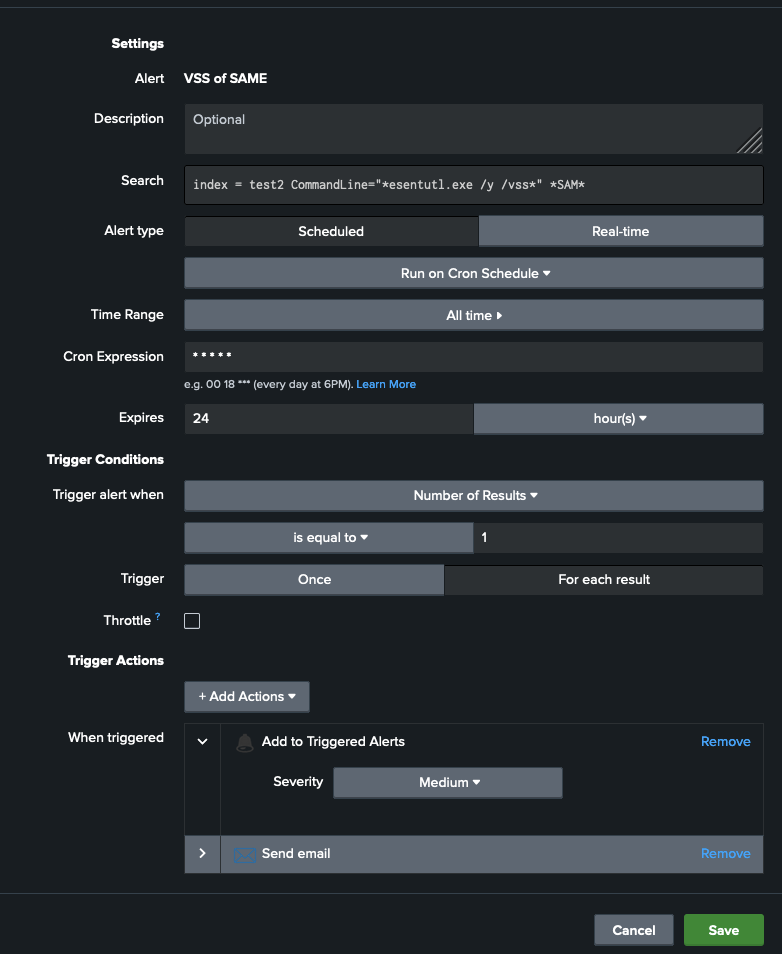 Settings
Alert VSS of SAME
Description Optional
Search index = test2 CommandLine="*esentutl.exe /y /vss*" *SAM*
Alert type Scheduled Real-time
Run on Cron Schedule
Time Range All time
Cron Expression * * * * *
e.g. 00 18 *** (every day at 6PM). Learn More
Expires 24 hour(s)
Trigger Conditions
Trigger alert when Number of Results
is equal to 1
Trigger Once For each result
Throttle ?
Trigger Actions
+ Add Actions
When triggered Add to Triggered Alerts Remove
Severity Medium
Send email Remove
Cancel Save